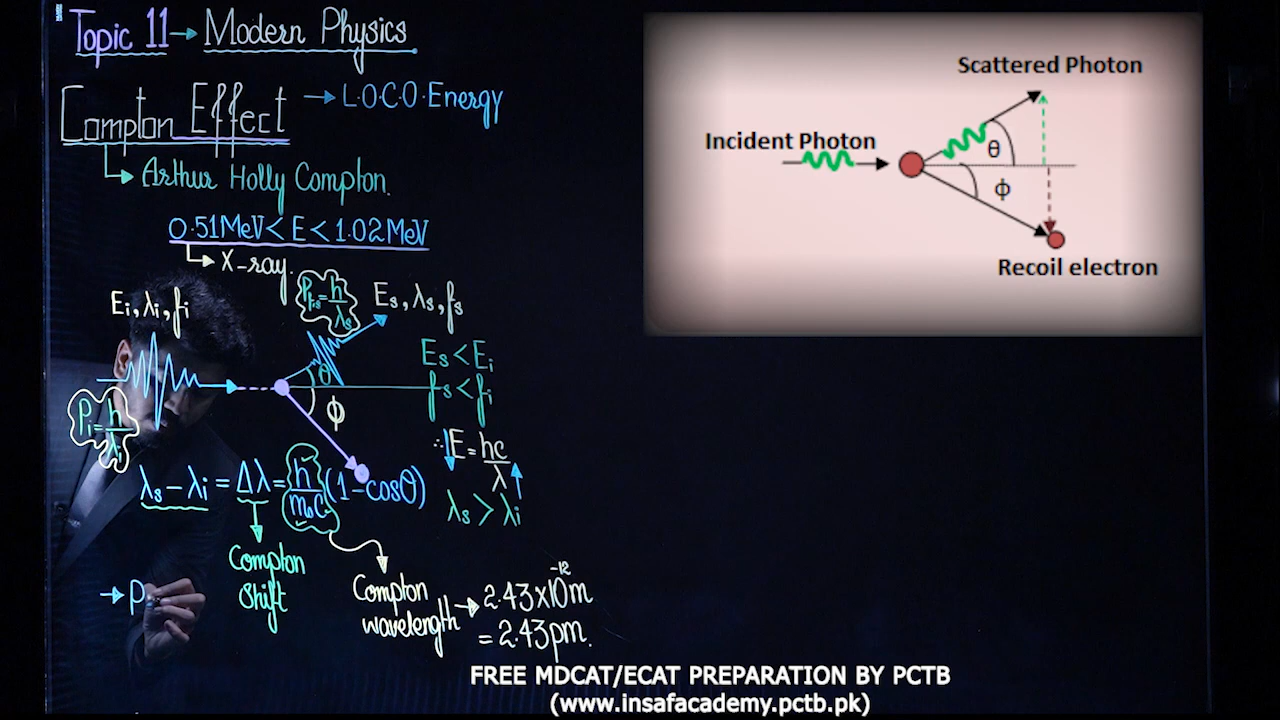 Topic 11 → Modern Physics
Compton Effect → L.O.C.O Energy
Arthur Holly Compton.
0.51MeV < E < 1.02MeV
X-ray.
Ei, λi, fi
Pi = h/λi
Pps = h/λs
Es, λs, fs
θ
ϕ
Es < Ei
fs < fi
∴ E = hc/λ
λs > λi
λs - λi = Δλ = h/m₀c (1 - cosθ)
Compton
Shift
Compton
wavelength → 2.43x10⁻¹²m
= 2.43pm.
→ P
Scattered Photon
Incident Photon
θ
ϕ
Recoil electron
FREE MDCAT/ECAT PREPARATION BY PCTB
(www.insafacademy.pctb.pk)